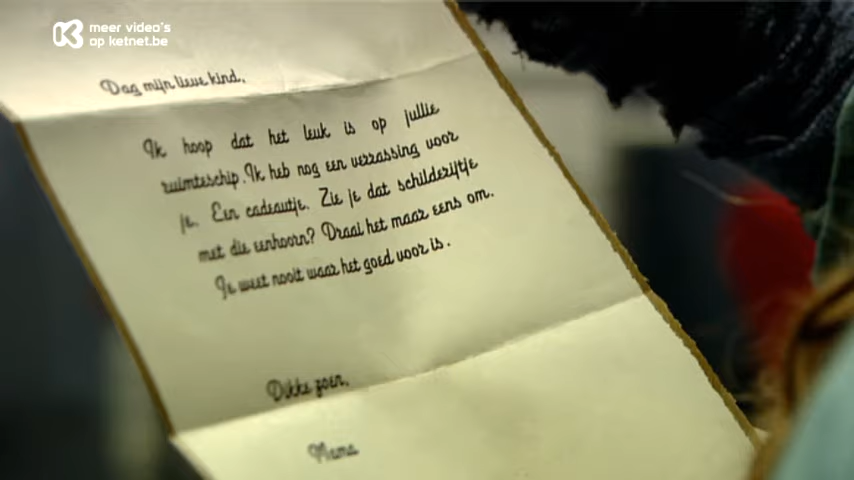 meer video's
op ketnet.be
Dag mijn lieve kind,
Ik hoop dat het leuk is op jullie
ruimteschip. Ik heb nog een verrassing voor
je. Een cadeautje. Zie je dat schilderijtje
met die eenhoorn? Draai het maar eens om.
Je weet nooit waar het goed voor is.
Dikke zoen,
Mama